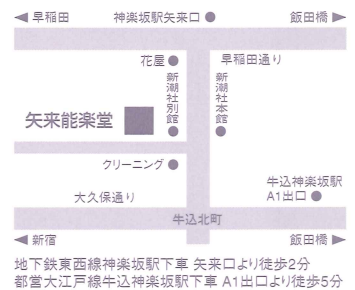 ◀早稲田 神楽坂駅矢来口● 飯田橋▶
花屋● 早稲田通り
新潮社別館●
新潮社本館●
矢来能楽堂
クリーニング●
牛込神楽坂駅
A1出口●
大久保通り
牛込北町
◀新宿 飯田橋▶
地下鉄東西線神楽坂駅下車 矢来口より徒歩2分
都営大江戸線牛込神楽坂駅下車 A1出口より徒歩5分